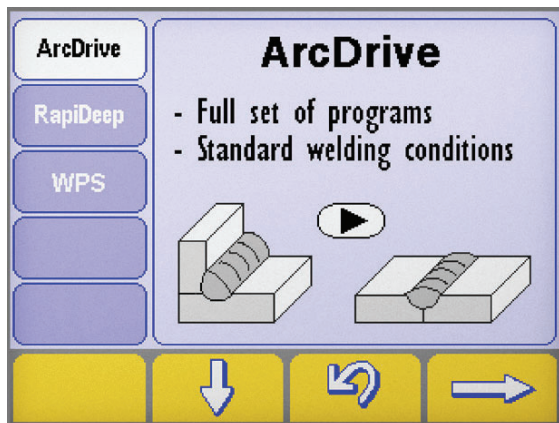 ArcDrive
RapiDeep
WPS
ArcDrive
- Full set of programs
- Standard welding conditions